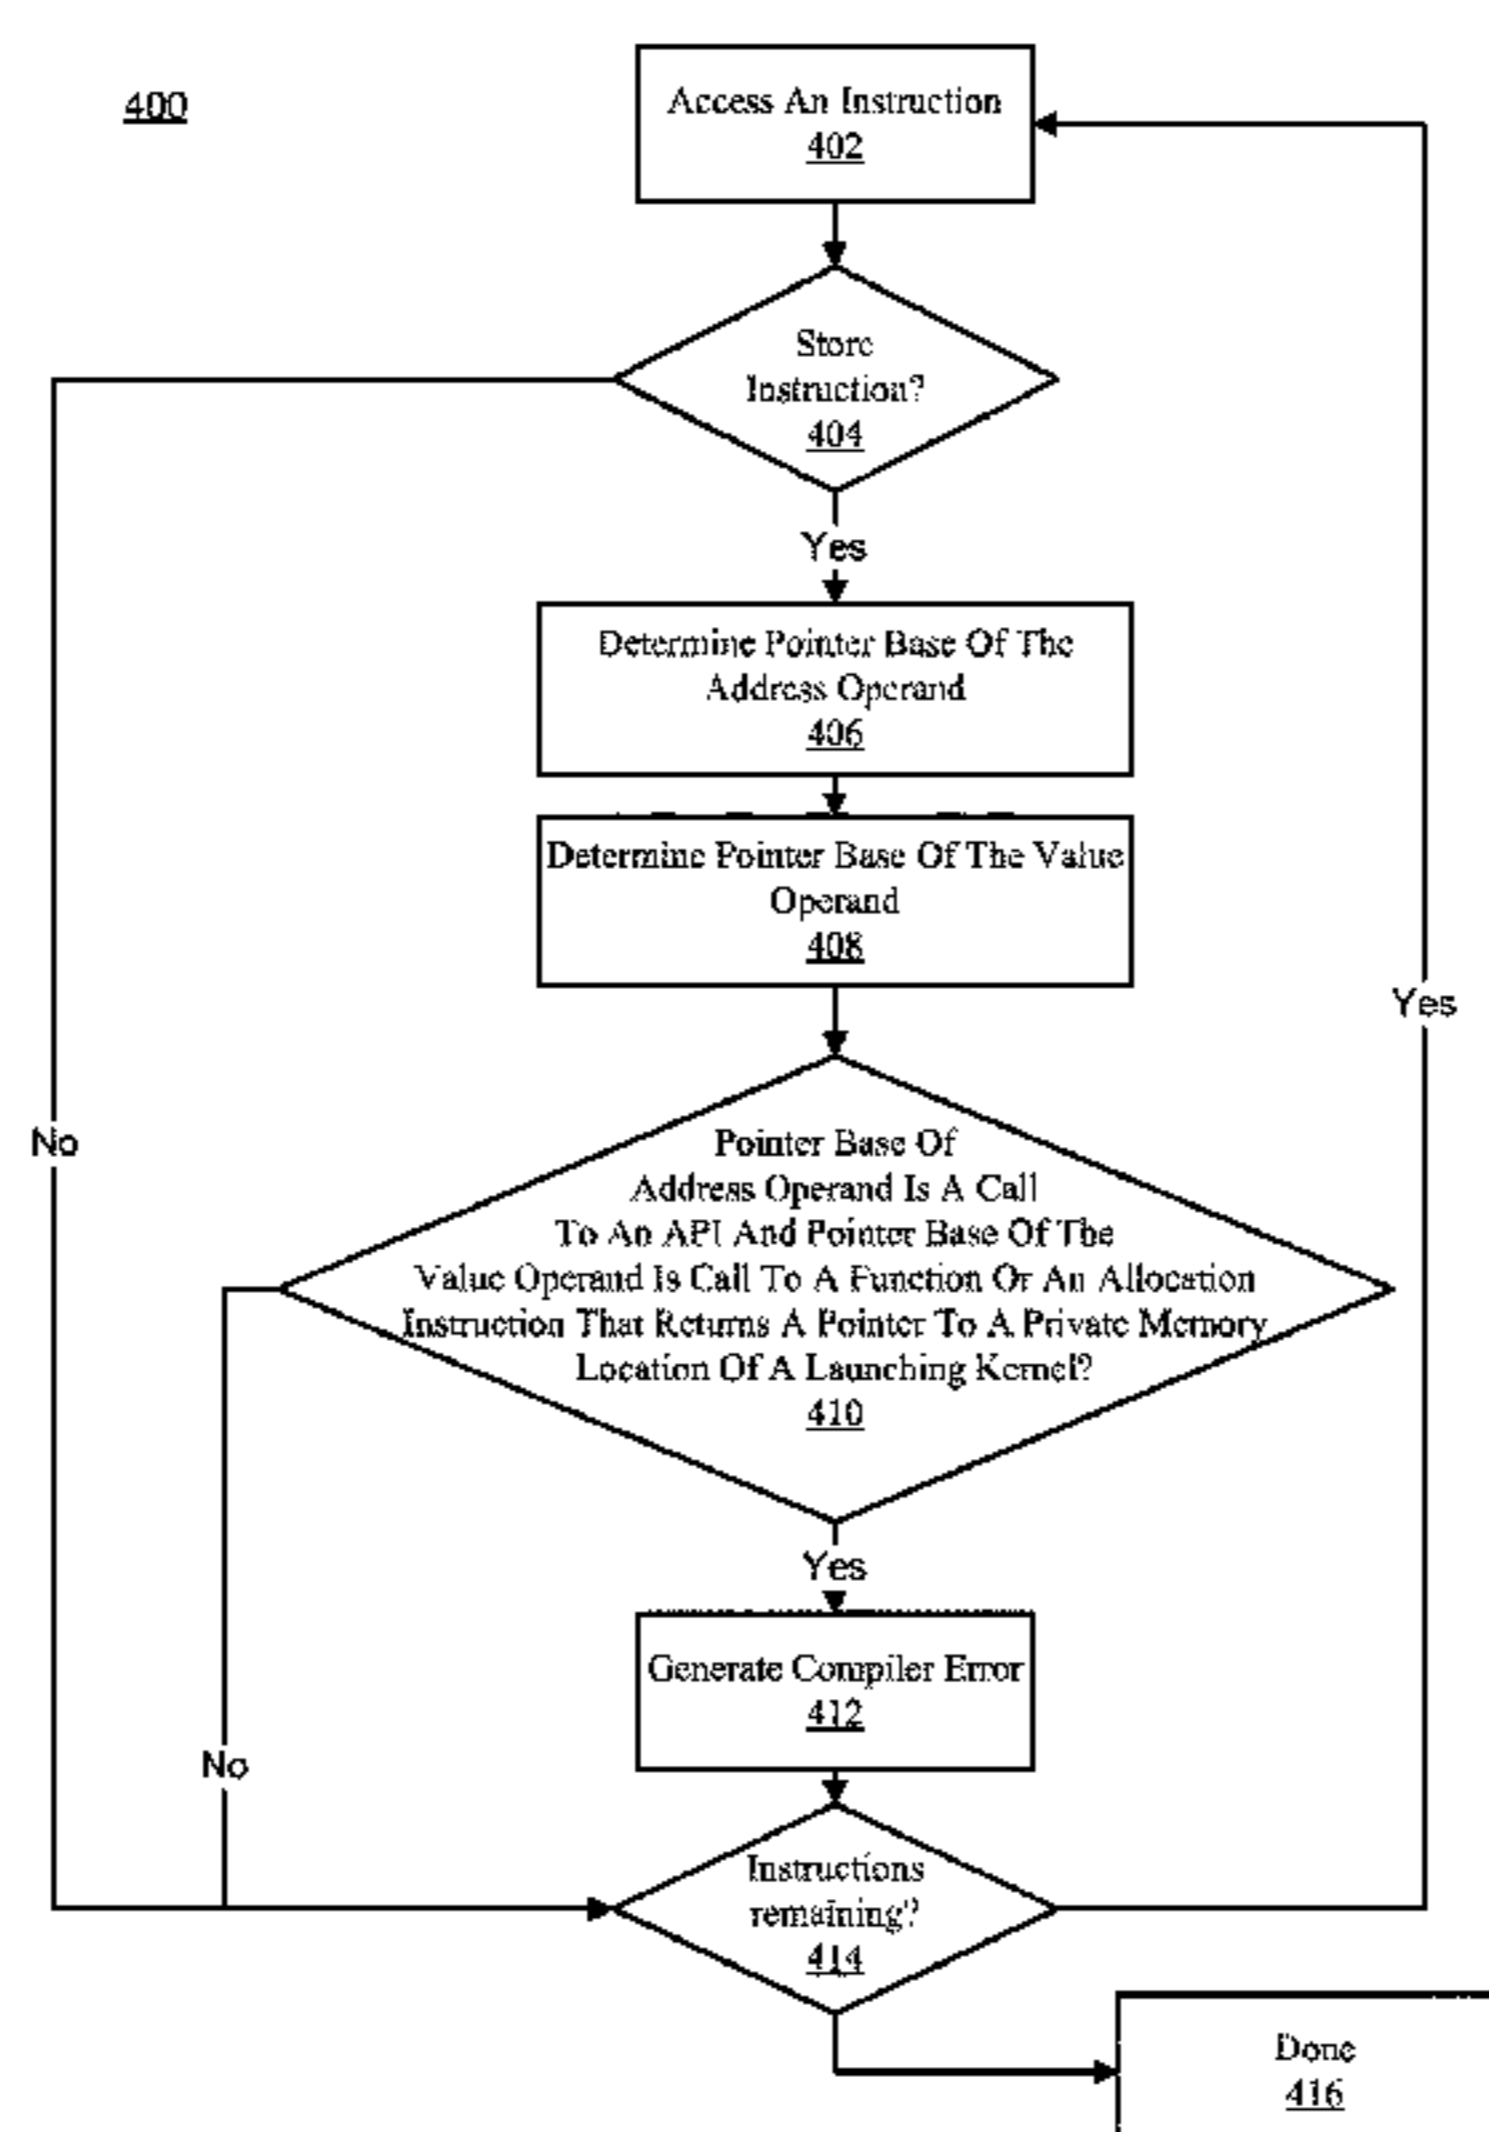 400
Access An Instruction
402
Store
Instruction?
404
Yes
Determine Pointer Base Of The
Address Operand
406
Determine Pointer Base Of The Value
Operand
408
Yes
No
Pointer Base Of
Address Operand Is A Call
To An API And Pointer Base Of The
Value Operand Is Call To A Function Or An Allocation
Instruction That Returns A Pointer To A Private Memory
Location Of A Launching Kernel?
410
Yes
Generate Compiler Error
412
No
Instructions
remaining?
414
Done
416